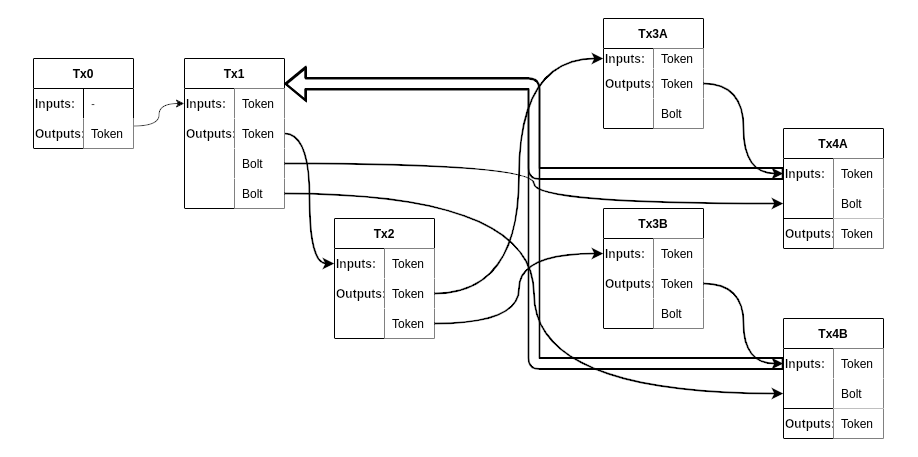 Tx0
Inputs: -
Outputs: Token
Tx1
Inputs: Token
Outputs: Token
Bolt
Bolt
Tx2
Inputs: Token
Outputs: Token
Token
Tx3A
Inputs: Token
Outputs: Token
Bolt
Tx3B
Inputs: Token
Outputs: Token
Bolt
Tx4A
Inputs: Token
Bolt
Outputs: Token
Tx4B
Inputs: Token
Bolt
Outputs: Token